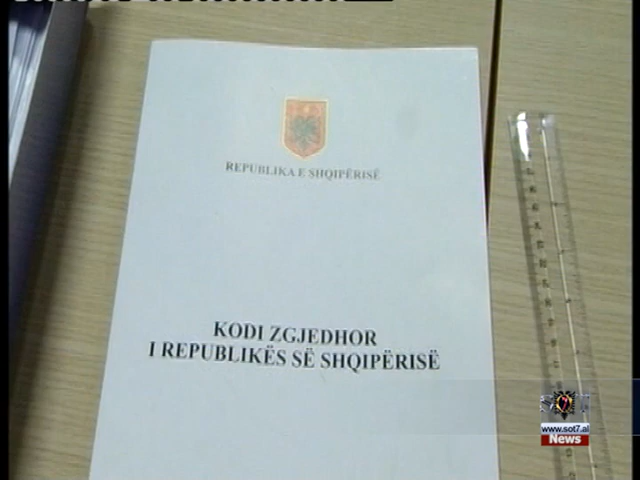 REPUBLIKA E SHQIPËRISË
KODI ZGJEDHOR
I REPUBLIKËS SË SHQIPËRISË
www.sot7.al
News